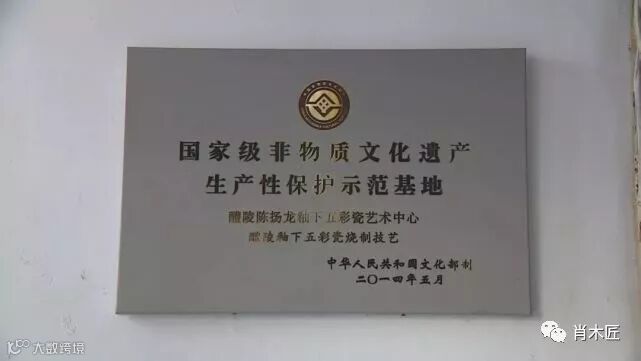 国家级非物质文化遗产
生产性保护示范基地
醴陵陈扬龙釉下五彩瓷艺术中心
醴陵釉下五彩瓷烧制技艺
中华人民共和國文化部制
二〇一四年五月
大数跨境
肖木匠